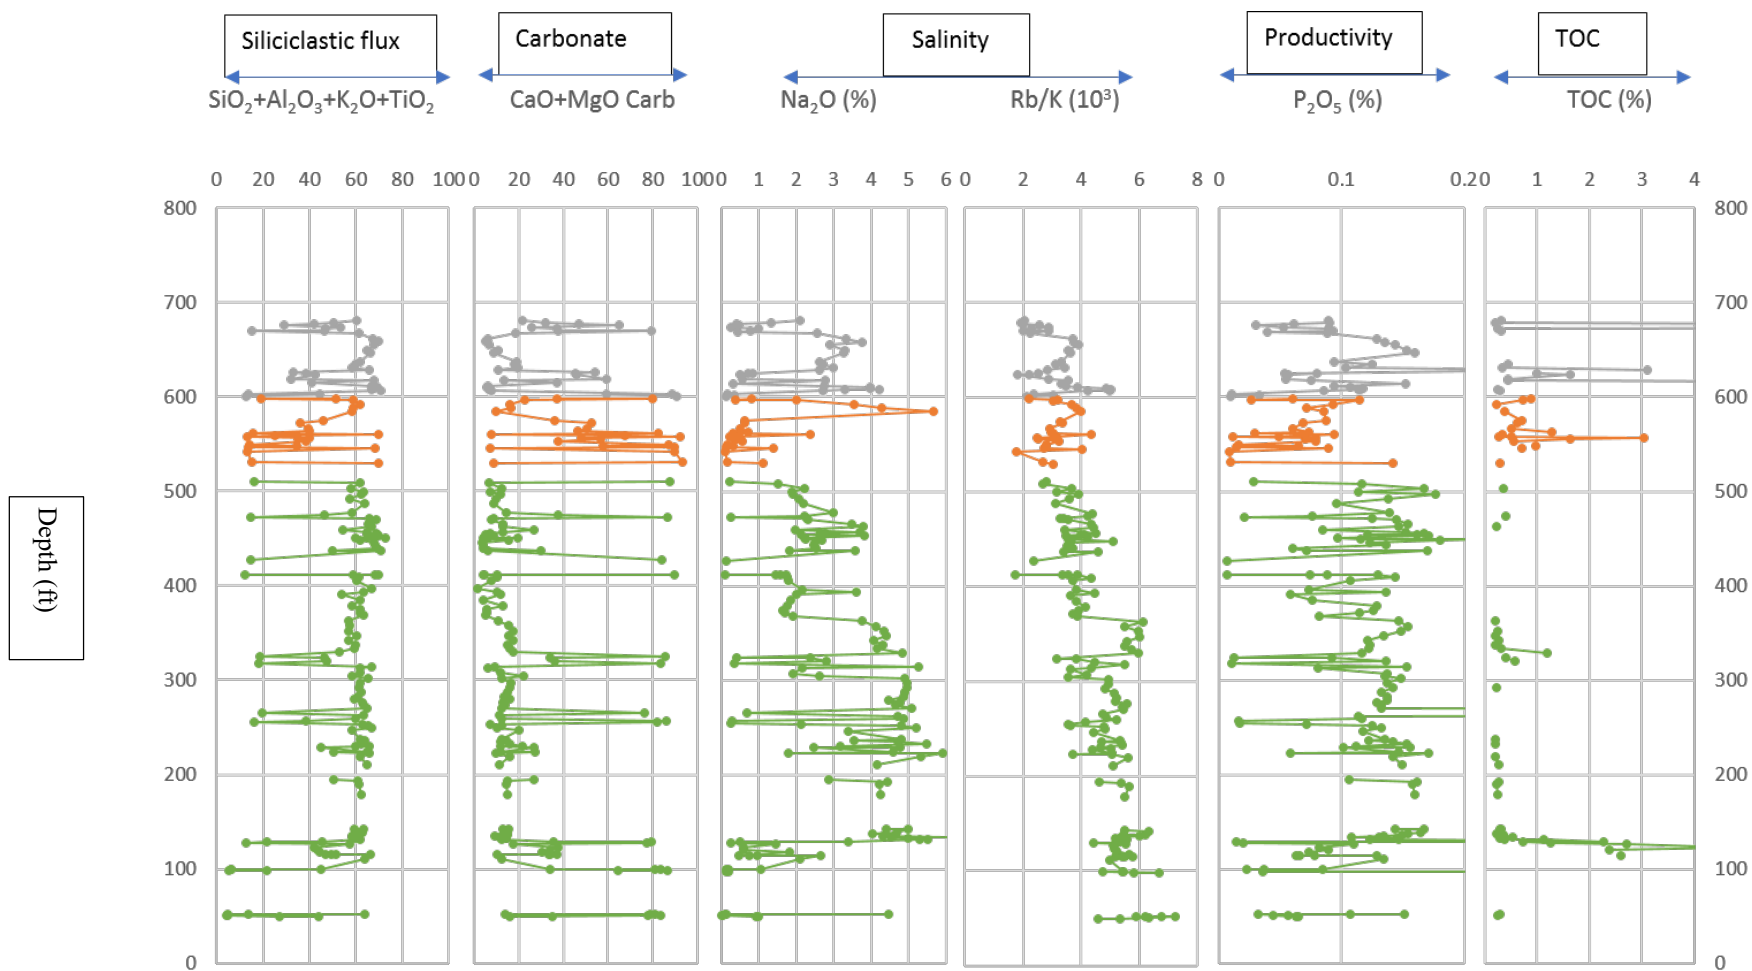 Siliciclastic flux Carbonate Salinity Productivity TOC
SiO₂+Al₂O₃+K₂O+TiO₂ CaO+MgO Carb Na₂O (%) Rb/K (10³) P₂O₅ (%) TOC (%)
0 20 40 60 80 100 0 20 40 60 80 100 0 1 2 3 4 5 6 0 2 4 6 8 0 0.1 0.2 0 1 2 3 4
800 800
700 700
600 600
500 500
Depth (ft)
400 400
300 300
200 200
100 100
0 0